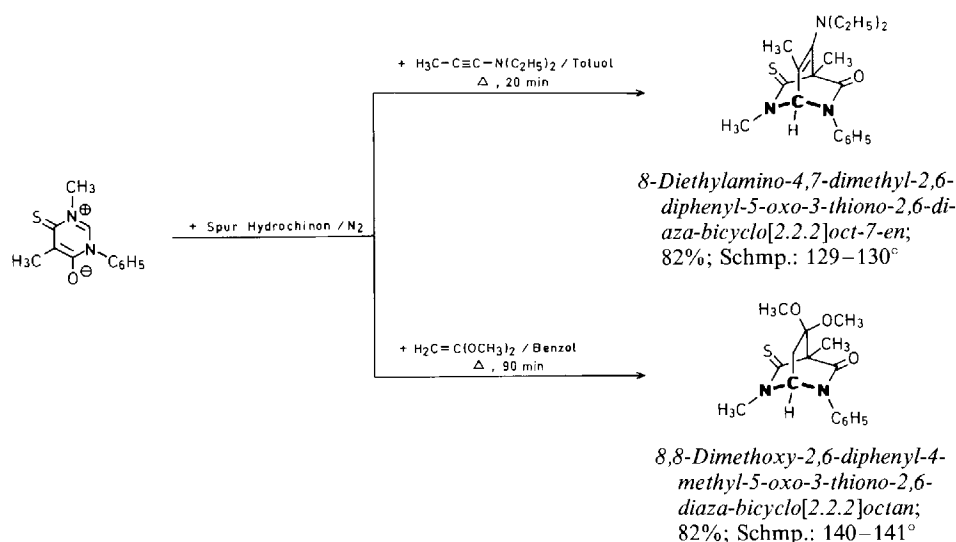 CH₃
S
N
⊕
N
H₃C
O
⊖
C₆H₅
+ Spur Hydrochinon / N₂
+ H₃C–C≡C–N(C₂H₅)₂ / Toluol
Δ , 20 min
N(C₂H₅)₂
H₃C
CH₃
S
O
N
C
N
H₃C
H
C₆H₅
8-Diethylamino-4,7-dimethyl-2,6-
diphenyl-5-oxo-3-thiono-2,6-di-
aza-bicyclo[2.2.2]oct-7-en;
82%; Schmp.: 129–130°
+ H₂C=C(OCH₃)₂ / Benzol
Δ , 90 min
H₃CO
OCH₃
CH₃
S
O
N
C
N
H₃C
H
C₆H₅
8,8-Dimethoxy-2,6-diphenyl-4-
methyl-5-oxo-3-thiono-2,6-
diaza-bicyclo[2.2.2]octan;
82%; Schmp.: 140–141°